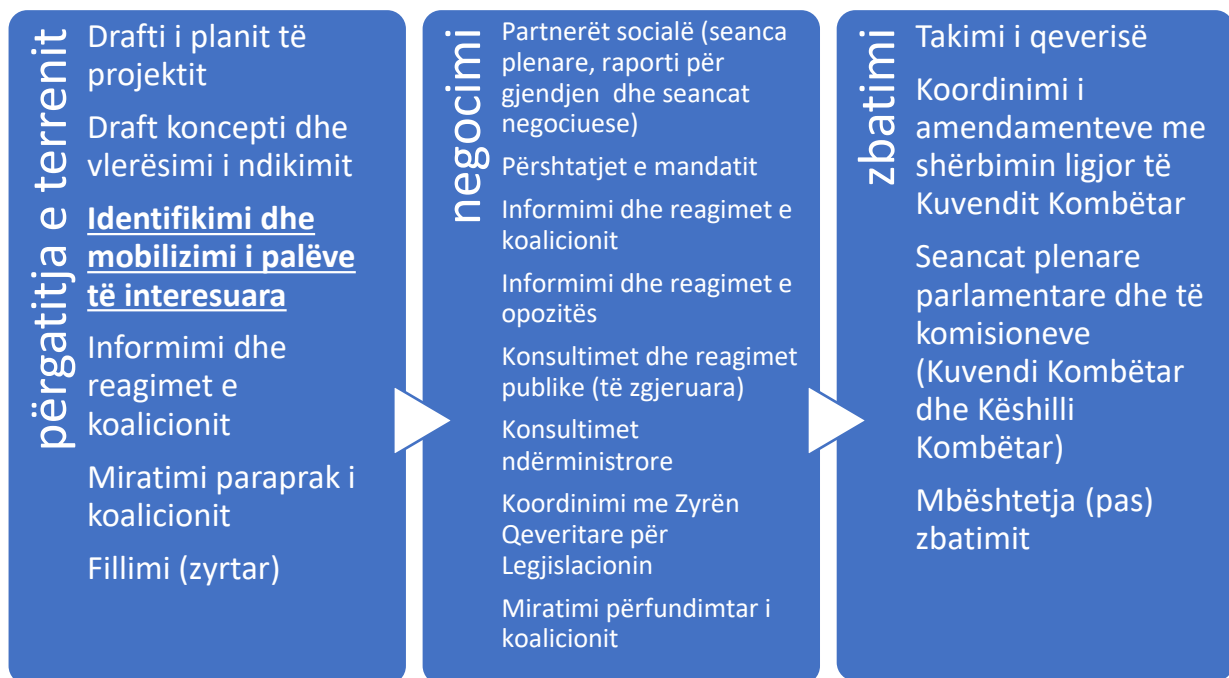 përgatitja e terrenit
Drafti i planit të
projektit
Draft koncepti dhe
vlerësimi i ndikimit
Identifikimi dhe
mobilizimi i palëve
të interesuara
Informimi dhe
reagimet e
koalicionit
Miratimi paraprak i
koalicionit
Fillimi (zyrtar)
negocimi
Partnerët socialë (seanca
plenare, raporti për
gjendjen dhe seancat
negociuese)
Përshtatjet e mandatit
Informimi dhe reagimet e
koalicionit
Informimi dhe reagimet e
opozitës
Konsultimet dhe reagimet
publike (të zgjeruara)
Konsultimet
ndërministrore
Koordinimi me Zyrën
Qeveritare për
Legjislacionin
Miratimi përfundimtar i
koalicionit
zbatimi
Takimi i qeverisë
Koordinimi i
amendamenteve me
shërbimin ligjor të
Kuvendit Kombëtar
Seancat plenare
parlamentare dhe të
komisioneve
(Kuvendi Kombëtar
dhe Këshilli
Kombëtar)
Mbështetja (pas)
zbatimit